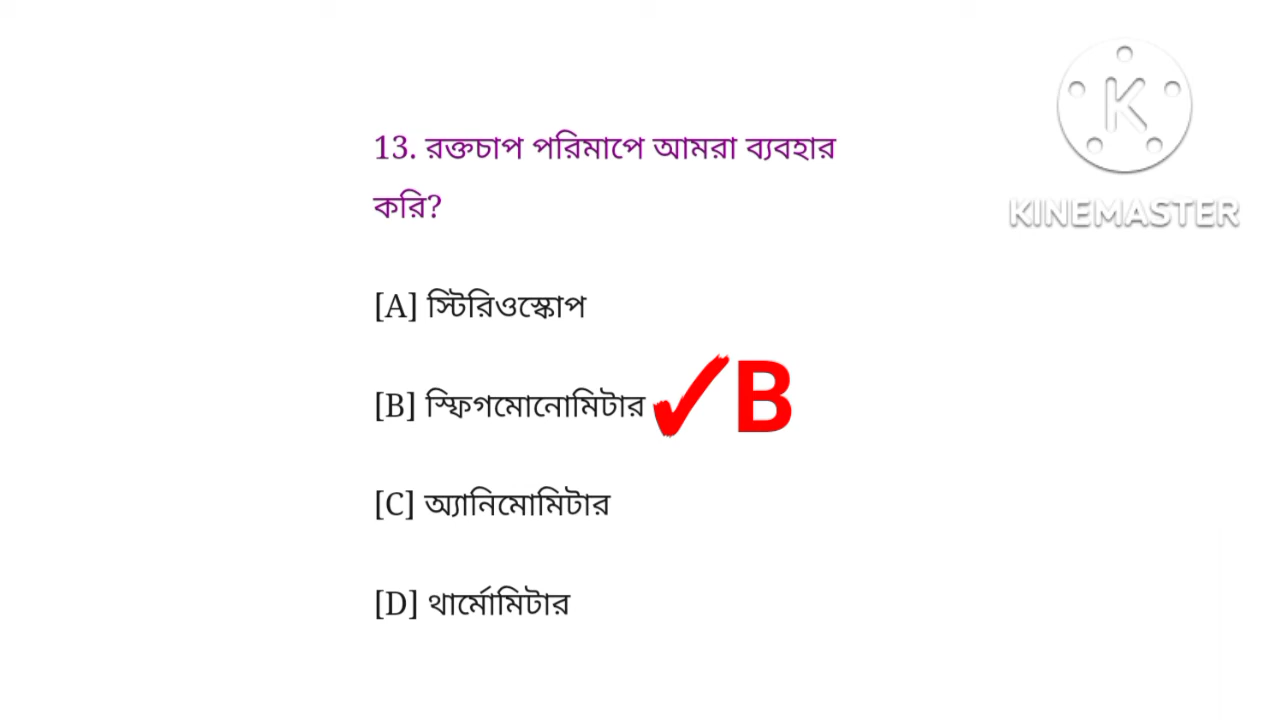 13. রক্তচাপ পরিমাপে আমরা ব্যবহার
করি?
[A] স্টিরিওস্কোপ
[B] স্ফিগমোনোমিটার ✓B
[C] অ্যানিমোমিটার
[D] থার্মোমিটার
K
KINEMASTER